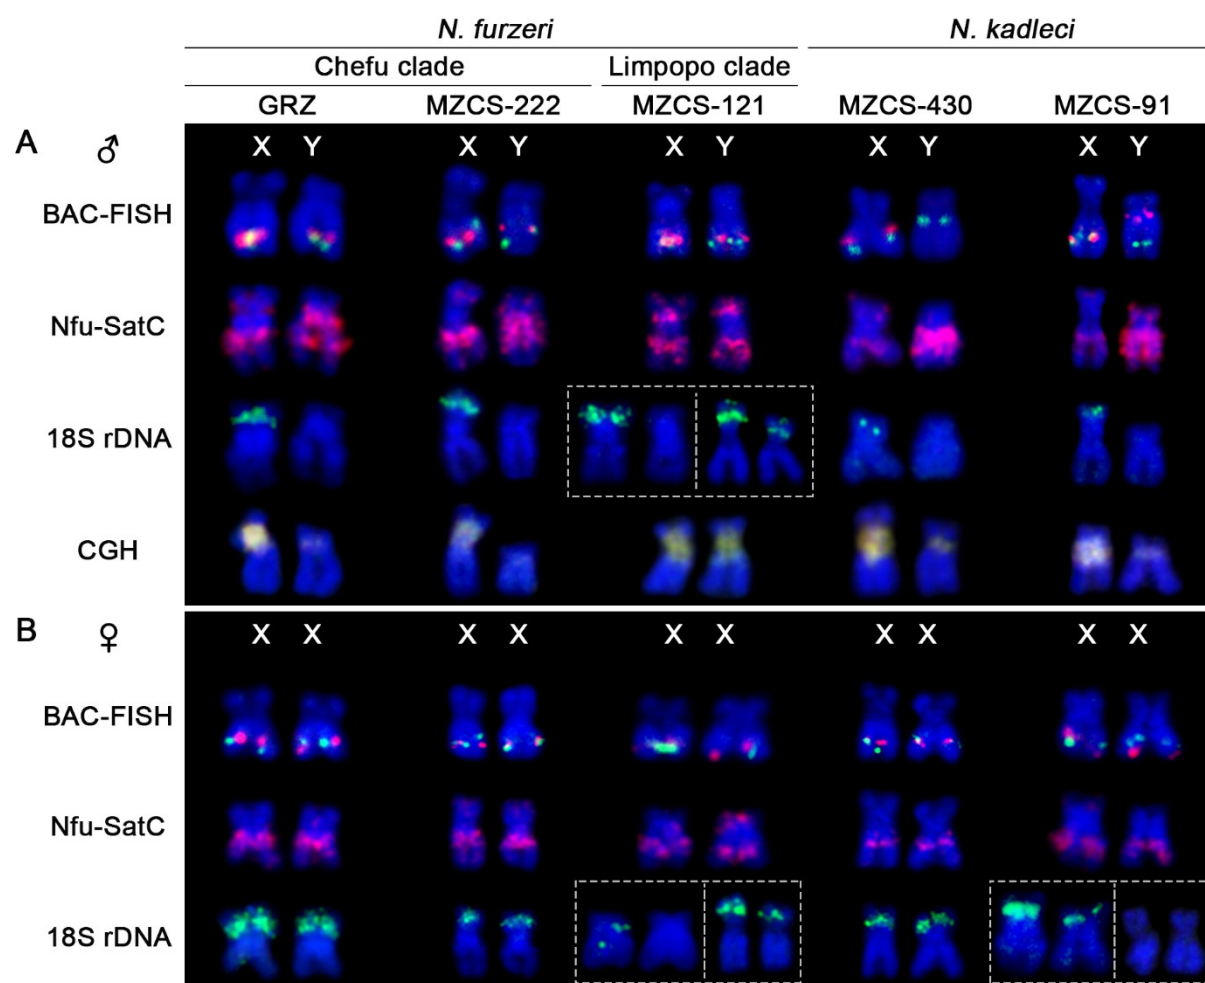 N. furzeri N. kadleci
Chefu clade Limpopo clade
GRZ MZCS-222 MZCS-121 MZCS-430 MZCS-91
A ♂ X Y X Y X Y X Y X Y
BAC-FISH
Nfu-SatC
18S rDNA
CGH
B ♀ X X X X X X X X X X
BAC-FISH
Nfu-SatC
18S rDNA